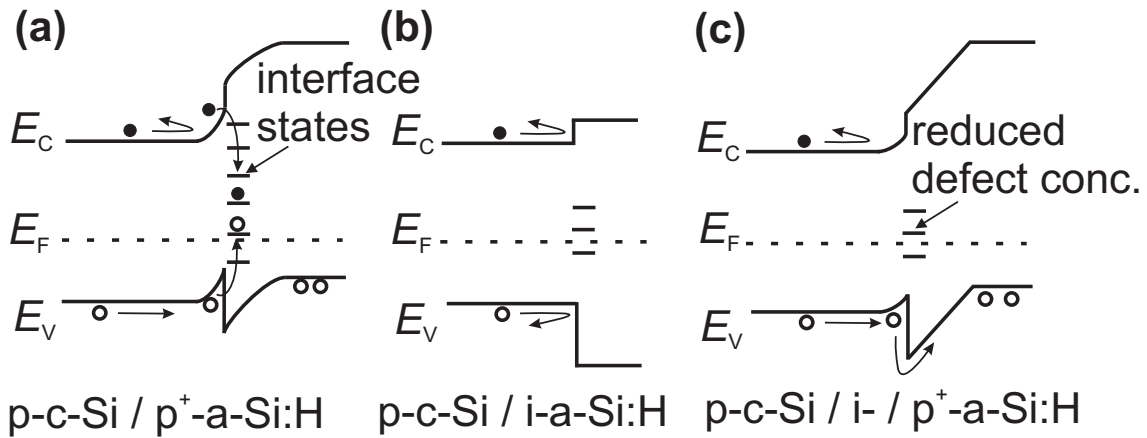 (a)
interface
states
E_C
E_F
E_V
p-c-Si / p⁺-a-Si:H
(b)
E_C
E_F
E_V
p-c-Si / i-a-Si:H
(c)
E_C
reduced
defect conc.
E_F
E_V
p-c-Si / i- / p⁺-a-Si:H